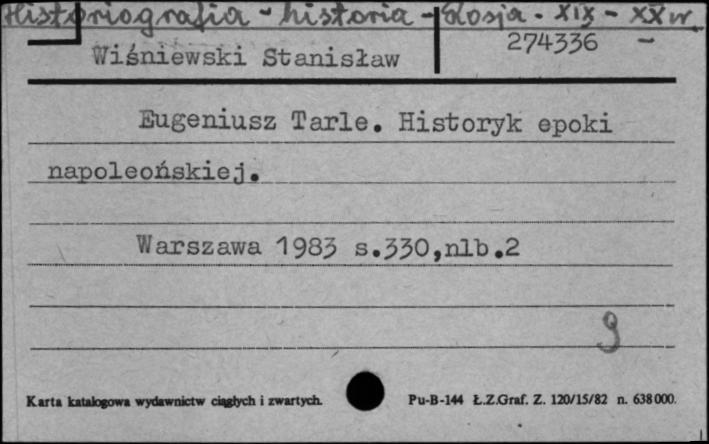 Historiografia - historia - Rosja - XIX - XX w.
Wiśniewski Stanisław
274336 -
Eugeniusz Tarle. Historyk epoki
napoleońskiej.
Warszawa 1983 s.330,nlb.2
9
Karta katalogowa wydawnictw ciągłych i zwartych. Pu-B-144 Ł.Z.Graf. Z. 120/15/82 n. 638000.